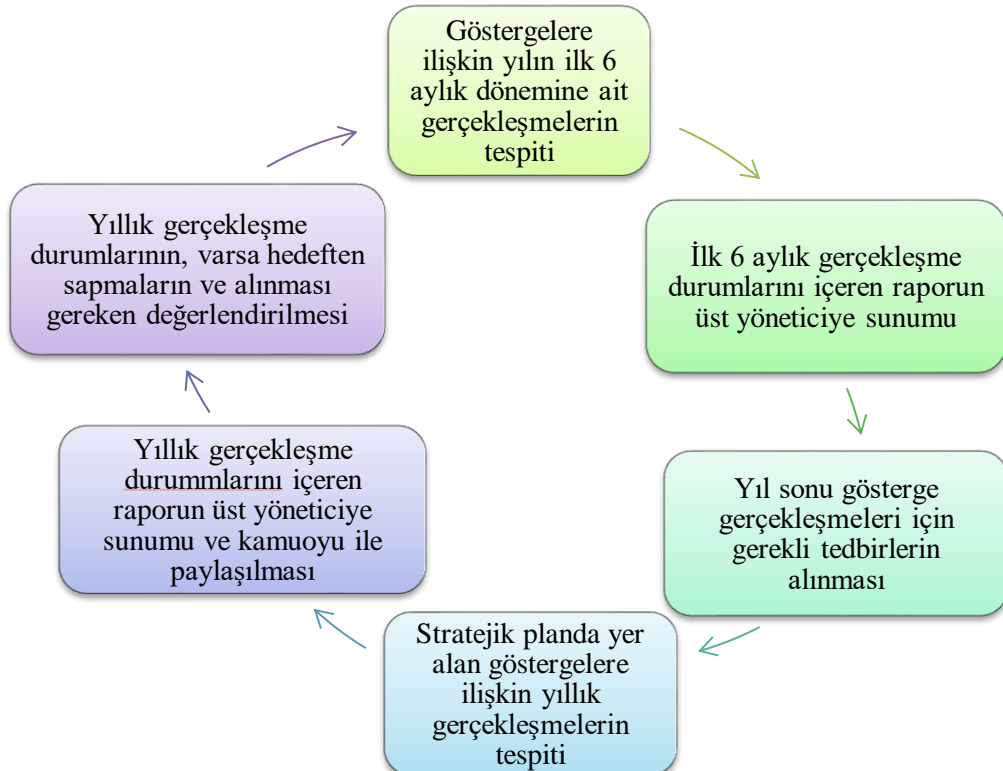 Göstergelere
ilişkin yılın ilk 6
aylık dönemine ait
gerçekleşmelerin
tespiti
İlk 6 aylık gerçekleşme
durumlarını içeren raporun
üst yöneticiye sunumu
Yıl sonu gösterge
gerçekleşmeleri için
gerekli tedbirlerin
alınması
Stratejik planda yer
alan göstergelere
ilişkin yıllık
gerçekleşmelerin
tespiti
Yıllık gerçekleşme
durummlarını içeren
raporun üst yöneticiye
sunumu ve kamuoyu ile
paylaşılması
Yıllık gerçekleşme
durumlarının, varsa hedeften
sapmaların ve alınması
gereken değerlendirilmesi